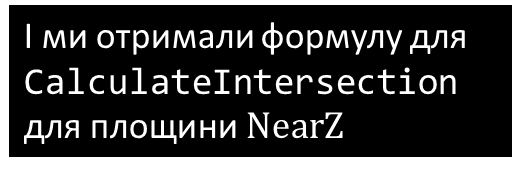 І ми отримали формулу для
CalculateIntersection
для площини NearZ